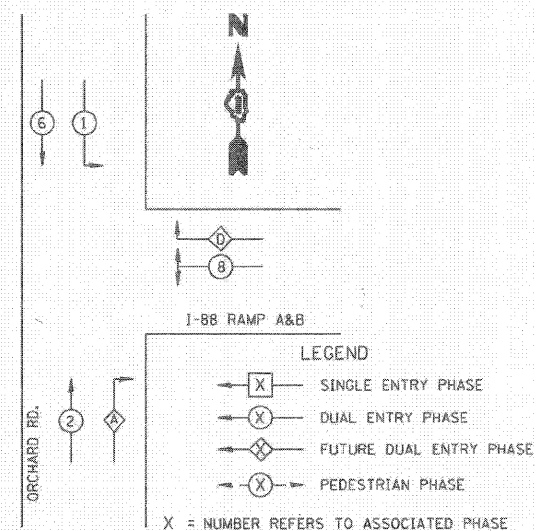 N
6
1
D
8
I-88 RAMP A&B
ORCHARD RD.
2
A
LEGEND
X SINGLE ENTRY PHASE
X DUAL ENTRY PHASE
X FUTURE DUAL ENTRY PHASE
X PEDESTRIAN PHASE
X = NUMBER REFERS TO ASSOCIATED PHASE